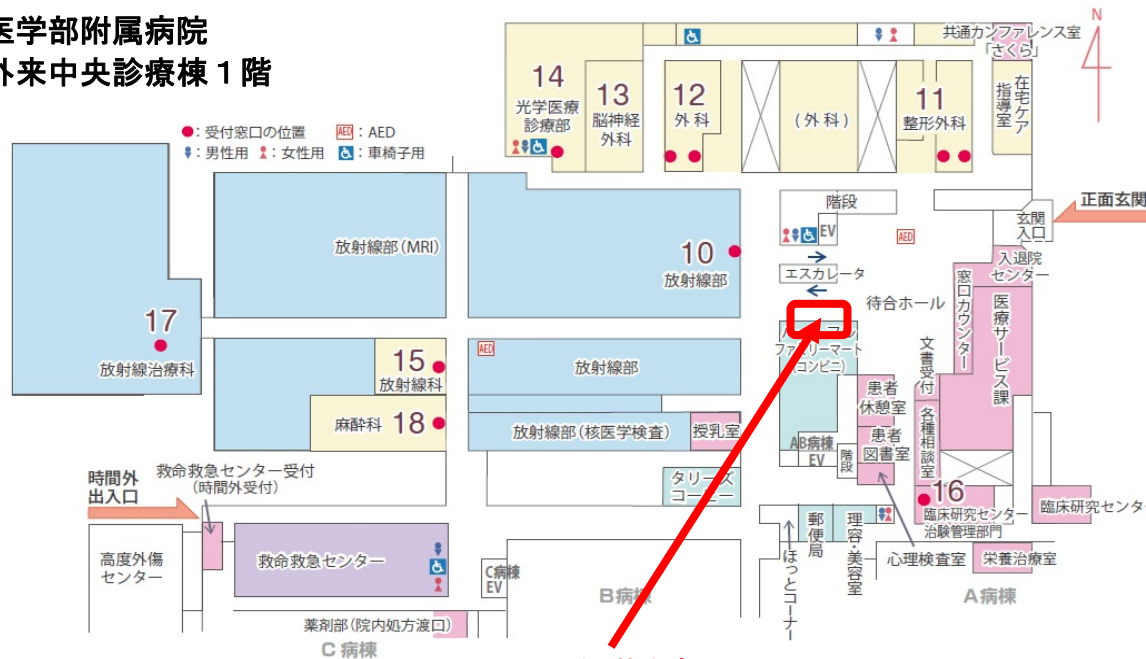 医学部附属病院
外来中央診療棟1階
●：受付窓口の位置 AED：AED
：男性用 ：女性用 ：車椅子用
N
共通カンファレンス室
「さくら」
在宅ケア
指導室
14
光学医療
診療部
13
脳神経
外科
12
外科
(外科)
11
整形外科
正面玄関
玄関
入口
階段
EV
AED
エスカレータ
待合ホール
入退院
センター
窓口カウンター
医療サービス課
放射線部(MRI)
10
放射線部
17
放射線治療科
15
放射線科
麻酔科 18
AED
放射線部
放射線部(核医学検査)
授乳室
ファミリーマート
(コンビニ)
文書受付
患者
休憩室
患者
図書室
各種相談室
AB病棟
EV
階段
タリーズ
コーヒー
16
臨床研究センター
治験管理部門
臨床研究センター
時間外
出入口
救命救急センター受付
(時間外受付)
高度外傷
センター
救命救急センター
C病棟
EV
B病棟
ほっとコーナー
郵便局
理容・美容室
心理検査室
栄養治療室
A病棟
薬剤部(院内処方渡口)
C病棟